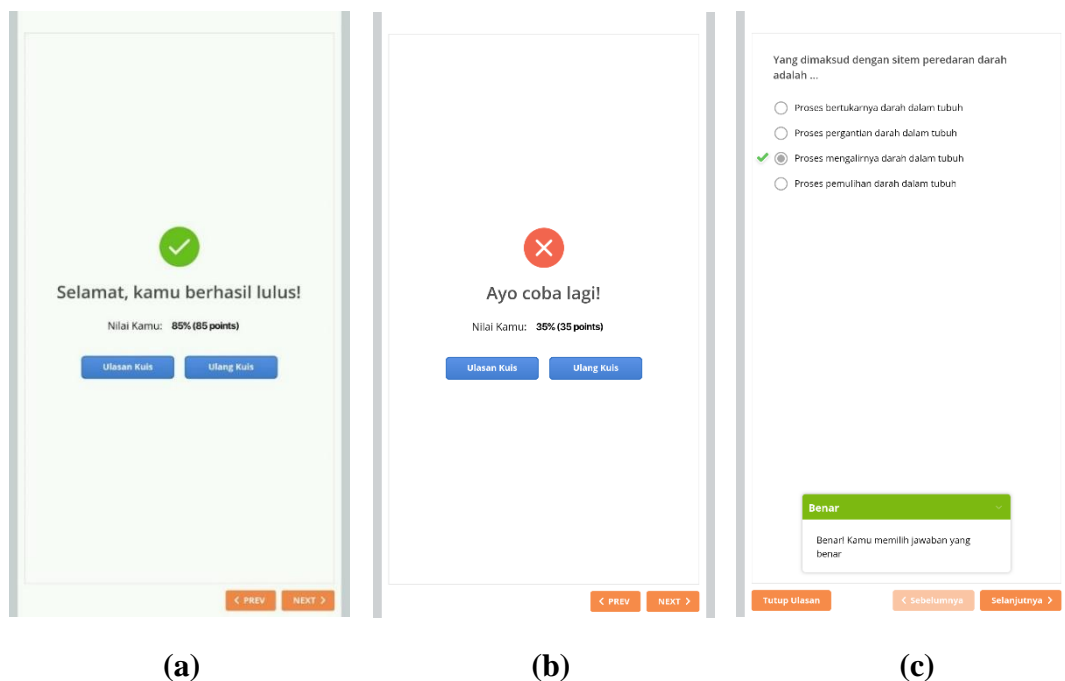 Selamat, kamu berhasil lulus!
Nilai Kamu: 85% (85 points)
Ulasan Kuis
Ulang Kuis
< PREV
NEXT >
(a)
Ayo coba lagi!
Nilai Kamu: 35% (35 points)
Ulasan Kuis
Ulang Kuis
< PREV
NEXT >
(b)
Yang dimaksud dengan sitem peredaran darah
adalah ...
Proses bertukarnya darah dalam tubuh
Proses pergantian darah dalam tubuh
Proses mengalirnya darah dalam tubuh
Proses pemulihan darah dalam tubuh
Benar
Benar! Kamu memilih jawaban yang
benar
Tutup Ulasan
< Sebelumnya
Selanjutnya >
(c)